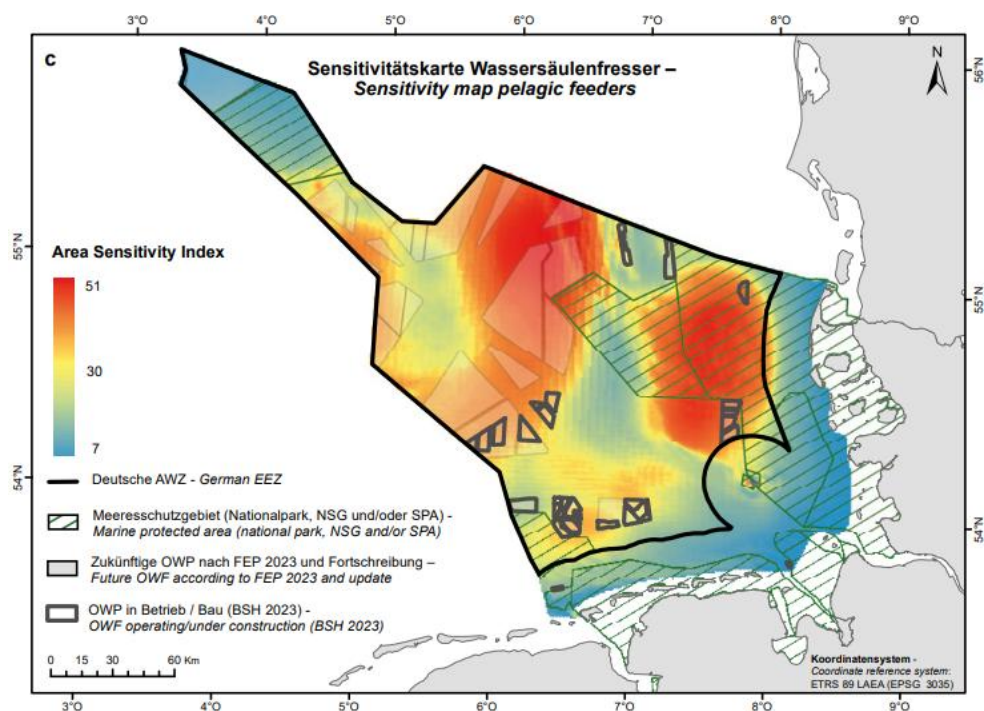 3°O 4°O 5°O 6°O 7°O 8°O 9°O
c
Sensitivitätskarte Wassersäulenfresser –
Sensitivity map pelagic feeders
N
56°N
56°N
55°N
55°N
54°N
54°N
Area Sensitivity Index
51
30
7
Deutsche AWZ - German EEZ
Meeresschutzgebiet (Nationalpark, NSG und/oder SPA) -
Marine protected area (national park, NSG and/or SPA)
Zukünftige OWP nach FEP 2023 und Fortschreibung –
Future OWF according to FEP 2023 and update
OWP in Betrieb / Bau (BSH 2023) -
OWF operating/under construction (BSH 2023)
0 15 30 60 Km
Koordinatensystem -
Coordinate reference system:
ETRS 89 LAEA (EPSG 3035)
3°O 4°O 5°O 6°O 7°O 8°O 9°O